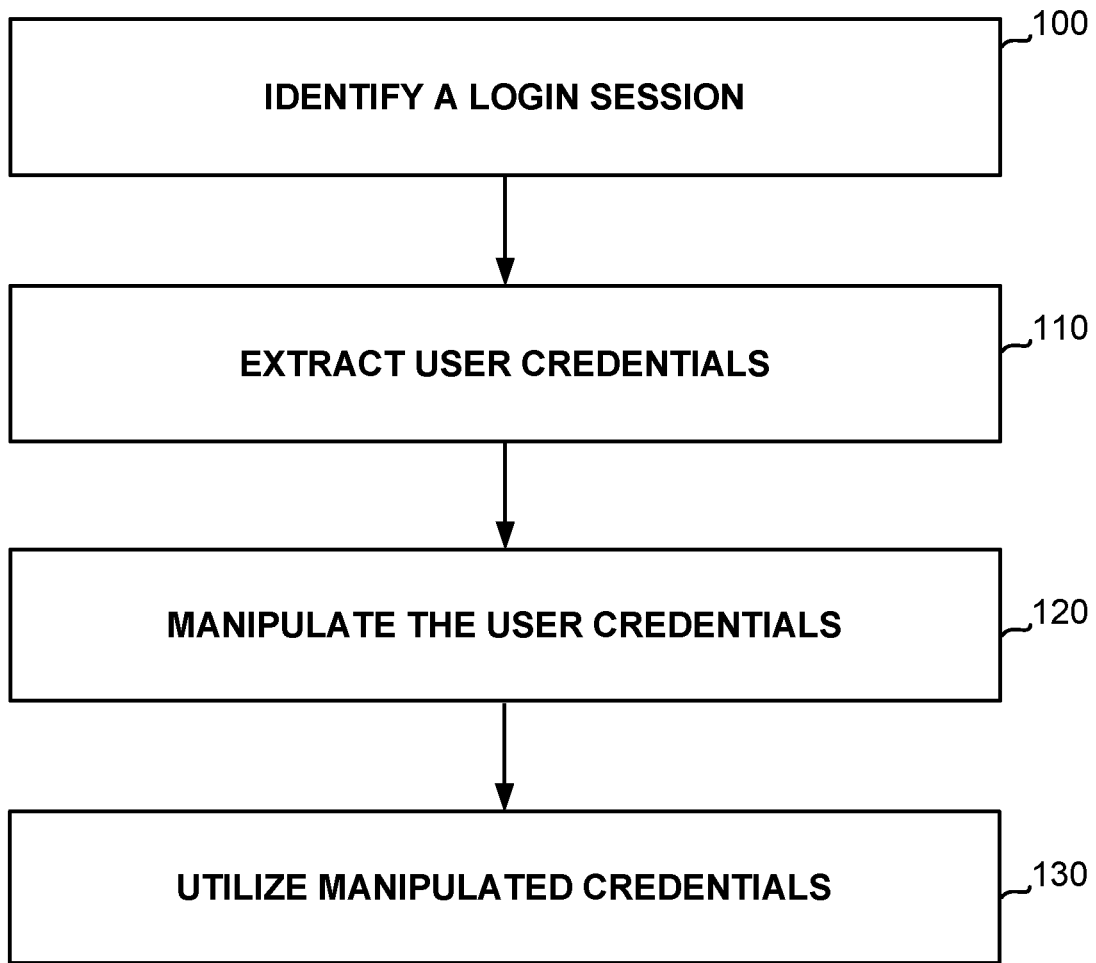 100
IDENTIFY A LOGIN SESSION
110
EXTRACT USER CREDENTIALS
120
MANIPULATE THE USER CREDENTIALS
130
UTILIZE MANIPULATED CREDENTIALS